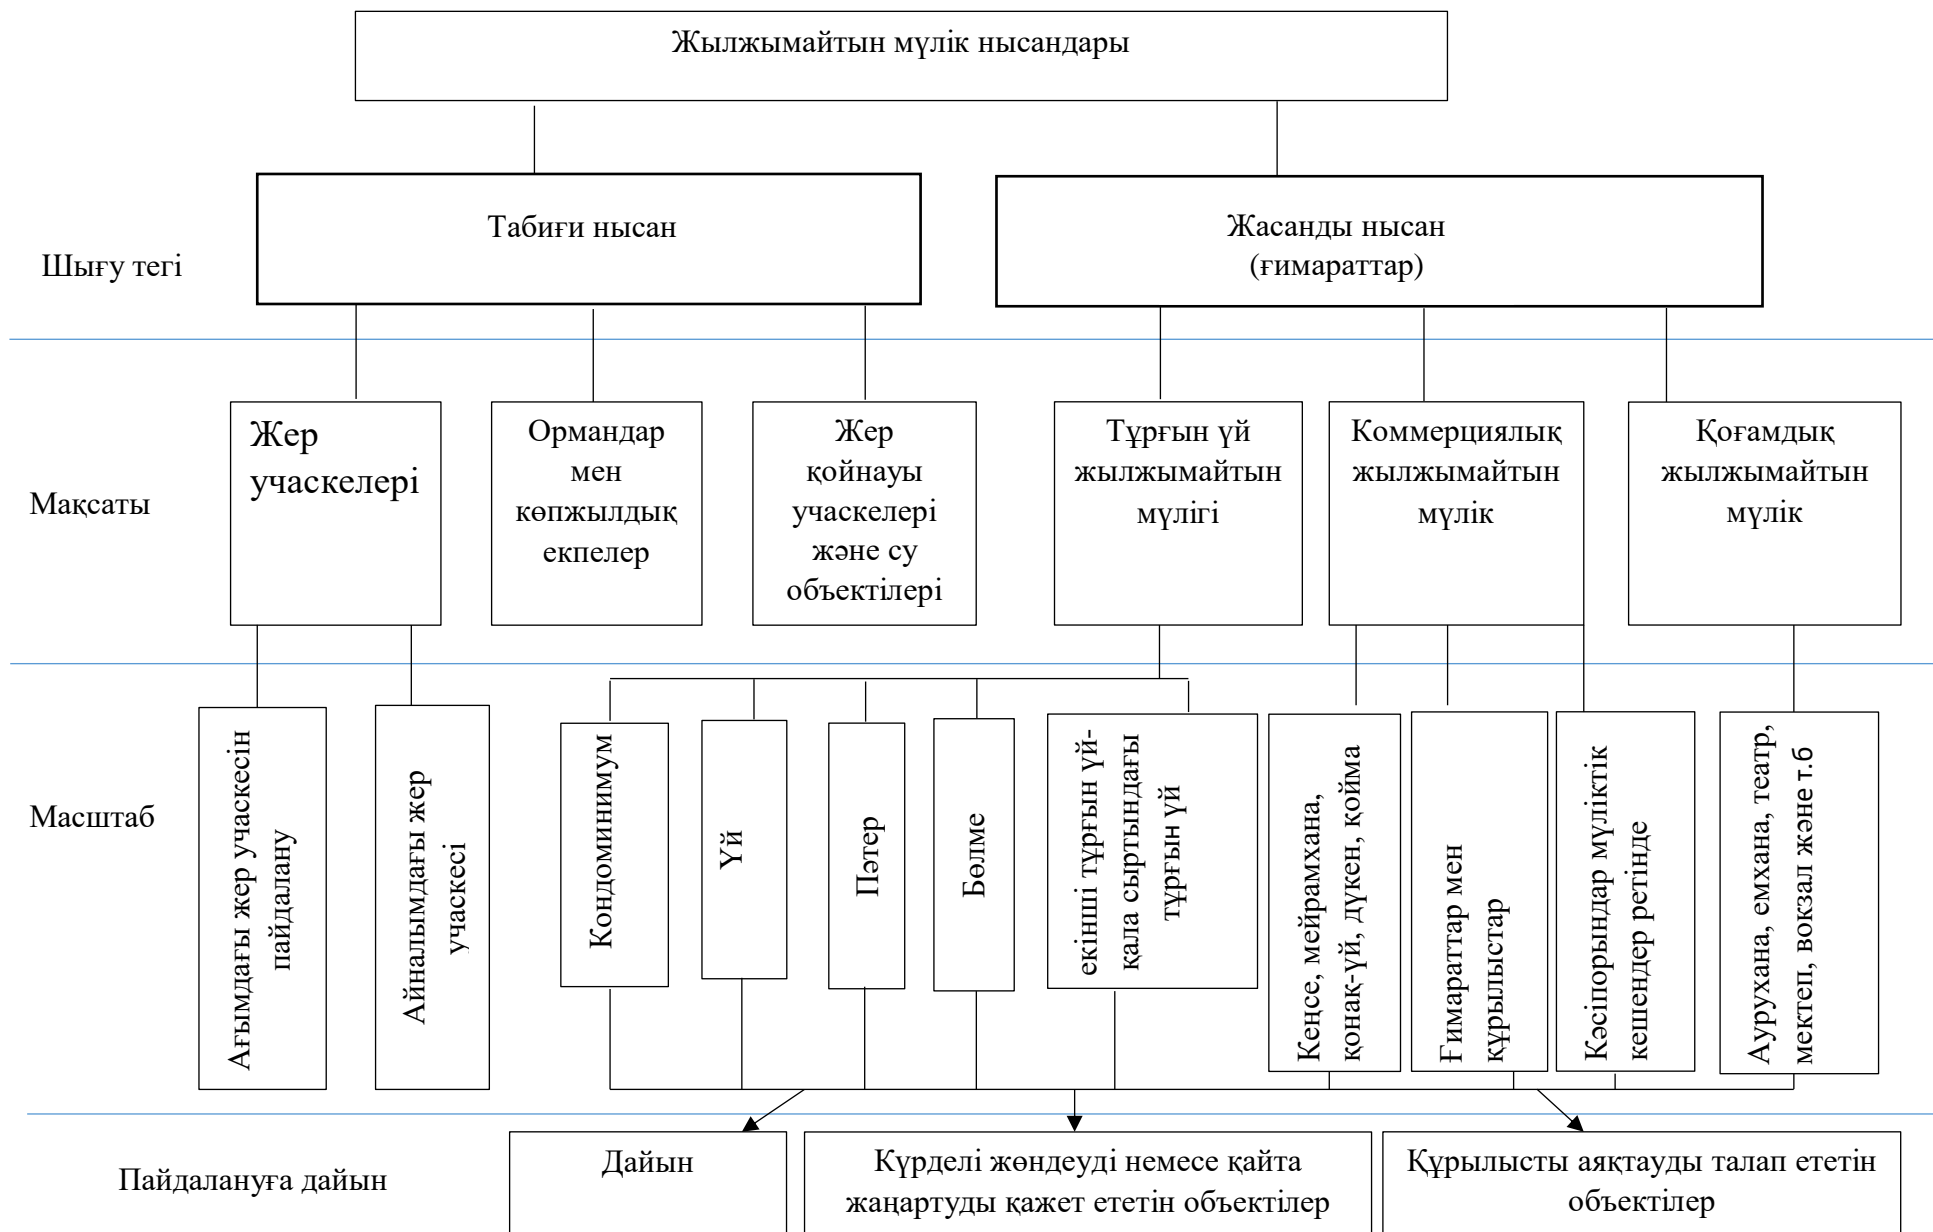 Жылжымайтын мүлік нысандары
Табиғи нысан
Жасанды нысан
(ғимараттар)
Шығу тегі
Жер
учаскелері
Ормандар
мен
көпжылдық
екпелер
Жер
қойнауы
учаскелері
және су
объектілері
Тұрғын үй
жылжымайтын
мүлігі
Коммерциялық
жылжымайтын
мүлік
Қоғамдық
жылжымайтын
мүлік
Мақсаты
Масштаб
Ағымдағы жер учаскесін
пайдалану
Айналымдағы жер
учаскесі
Кондоминимум
Үй
Пәтер
Бөлме
екінші тұрғын үй-
қала сыртындағы
тұрғын үй
Кеңсе, мейрамхана,
қонақ-үй, дүкен, қойма
Ғимараттар мен
құрылыстар
Кәсіпорындар мүліктік
кешендер ретінде
Аурухана, емхана, театр,
мектеп, вокзал және т.б
Пайдалануға дайын
Дайын
Күрделі жөндеуді немесе қайта
жаңартуды қажет ететін объектілер
Құрылысты аяқтауды талап ететін
объектілер